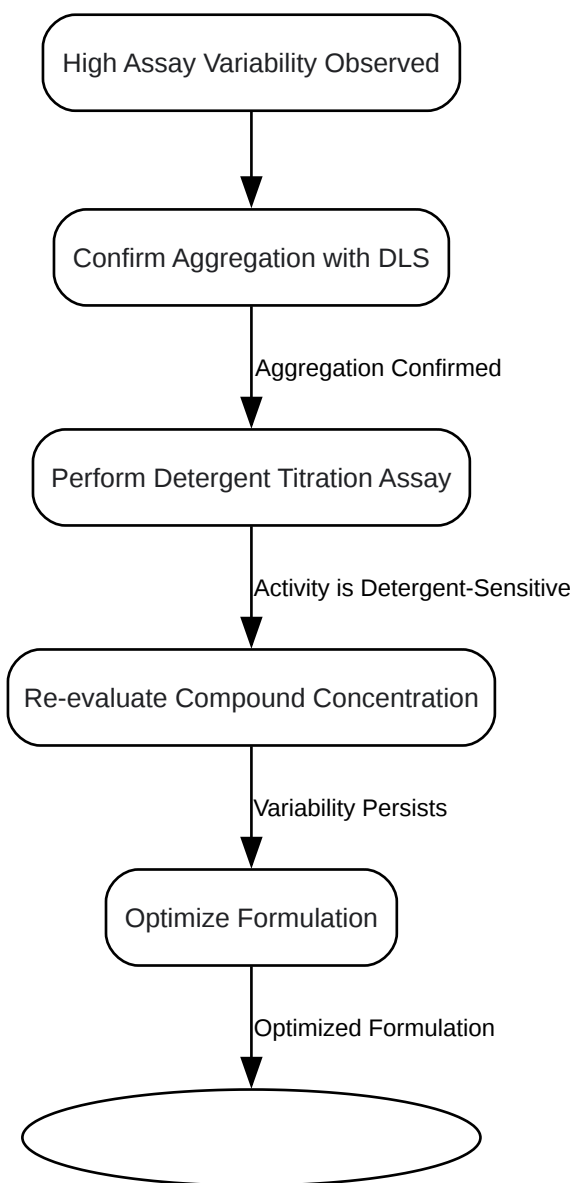 High Assay Variability Observed
Confirm Aggregation with DLS
Aggregation Confirmed
Perform Detergent Titration Assay
Activity is Detergent-Sensitive
Re-evaluate Compound Concentration
Variability Persists
Optimize Formulation
Optimized Formulation